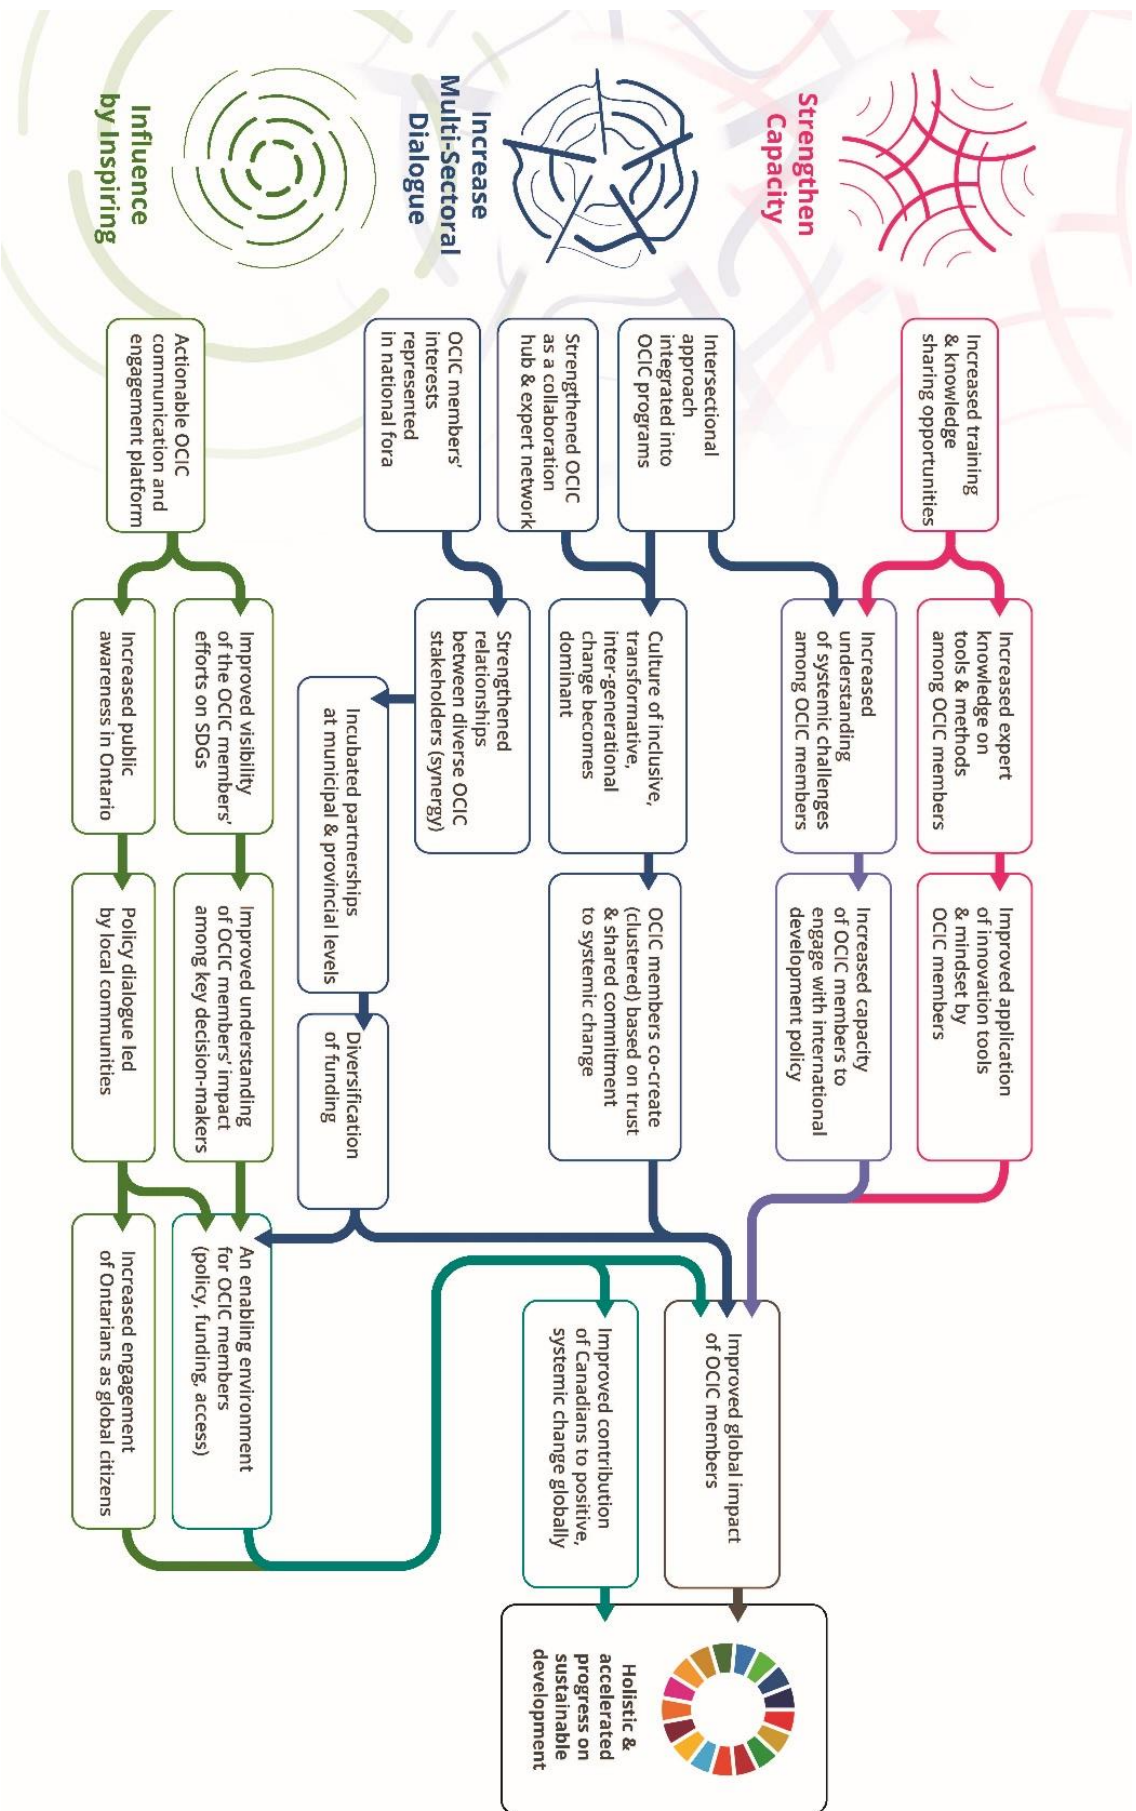 Strengthen
Capacity
Increased training
& knowledge
sharing opportunities
Increased expert
knowledge on
tools & methods
among OCIC members
Improved application
of innovation tools
& mindset by
OCIC members
Increased
understanding
of systemic challenges
among OCIC members
Increased capacity
of OCIC members to
engage with international
development policy
Increase
Multi-Sectoral
Dialogue
Intersectional
approach
integrated into
OCIC programs
Strengthened OCIC
as a collaboration
hub & expert network
OCIC members'
interests
represented
in national fora
Culture of inclusive,
transformative,
inter-generational
change becomes
dominant
OCIC members co-create
(clustered) based on trust
& shared commitment
to systemic change
Strengthened
relationships
between diverse OCIC
stakeholders (synergy)
Incubated partnerships
at municipal & provincial levels
Diversification
of funding
Influence
by Inspiring
Actionable OCIC
communication and
engagement platform
Improved visibility
of the OCIC members'
efforts on SDGs
Improved understanding
of OCIC members' impact
among key decision-makers
An enabling environment
for OCIC members
(policy, funding, access)
Increased public
awareness in Ontario
Policy dialogue led
by local communities
Increased engagement
of Ontarians as global citizens
Improved global impact
of OCIC members
Improved contribution
of Canadians to positive,
systemic change globally
Holistic &
accelerated
progress on
sustainable
development